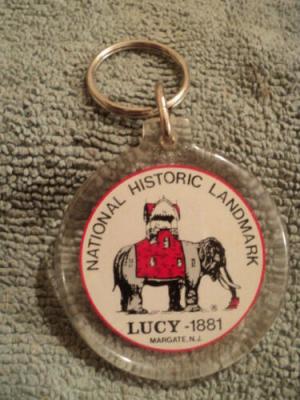 NATIONAL HISTORIC LANDMARK
LUCY - 1881
MARGATE, N.J.